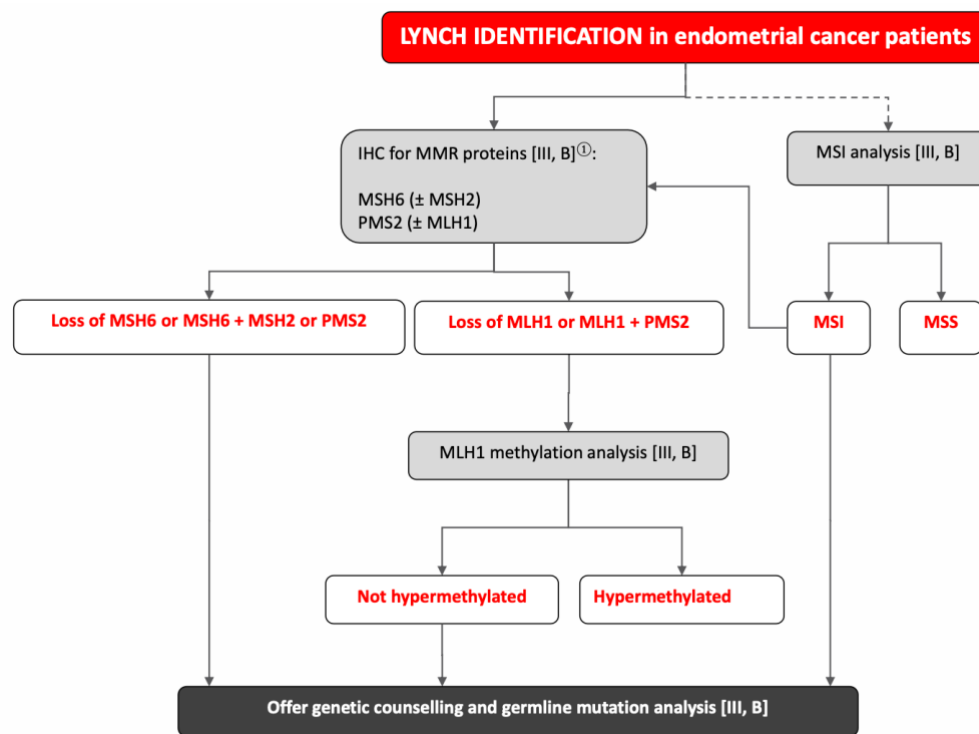 LYNCH IDENTIFICATION in endometrial cancer patients
IHC for MMR proteins [III, B]①:
MSH6 (± MSH2)
PMS2 (± MLH1)
MSI analysis [III, B]
Loss of MSH6 or MSH6 + MSH2 or PMS2
Loss of MLH1 or MLH1 + PMS2
MSI
MSS
MLH1 methylation analysis [III, B]
Not hypermethylated
Hypermethylated
Offer genetic counselling and germline mutation analysis [III, B]